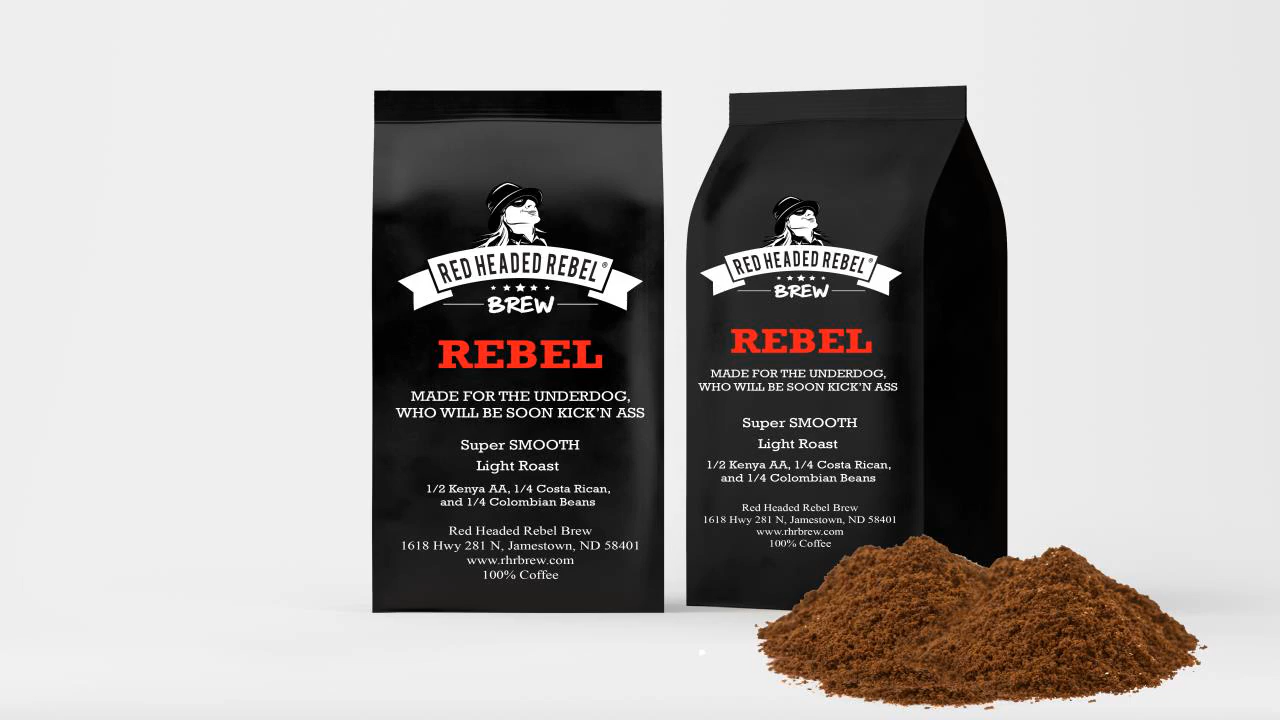 RED HEADED REBEL®
BREW
REBEL
MADE FOR THE UNDERDOG,
WHO WILL BE SOON KICK'N ASS
Super SMOOTH
Light Roast
1/2 Kenya AA, 1/4 Costa Rican,
and 1/4 Colombian Beans
Red Headed Rebel Brew
1618 Hwy 281 N, Jamestown, ND 58401
www.rhrbrew.com
100% Coffee
RED HEADED REBEL®
BREW
REBEL
MADE FOR THE UNDERDOG,
WHO WILL BE SOON KICK'N ASS
Super SMOOTH
Light Roast
1/2 Kenya AA, 1/4 Costa Rican,
and 1/4 Colombian Beans
Red Headed Rebel Brew
1618 Hwy 281 N, Jamestown, ND 58401
www.rhrbrew.com
100% Coffee